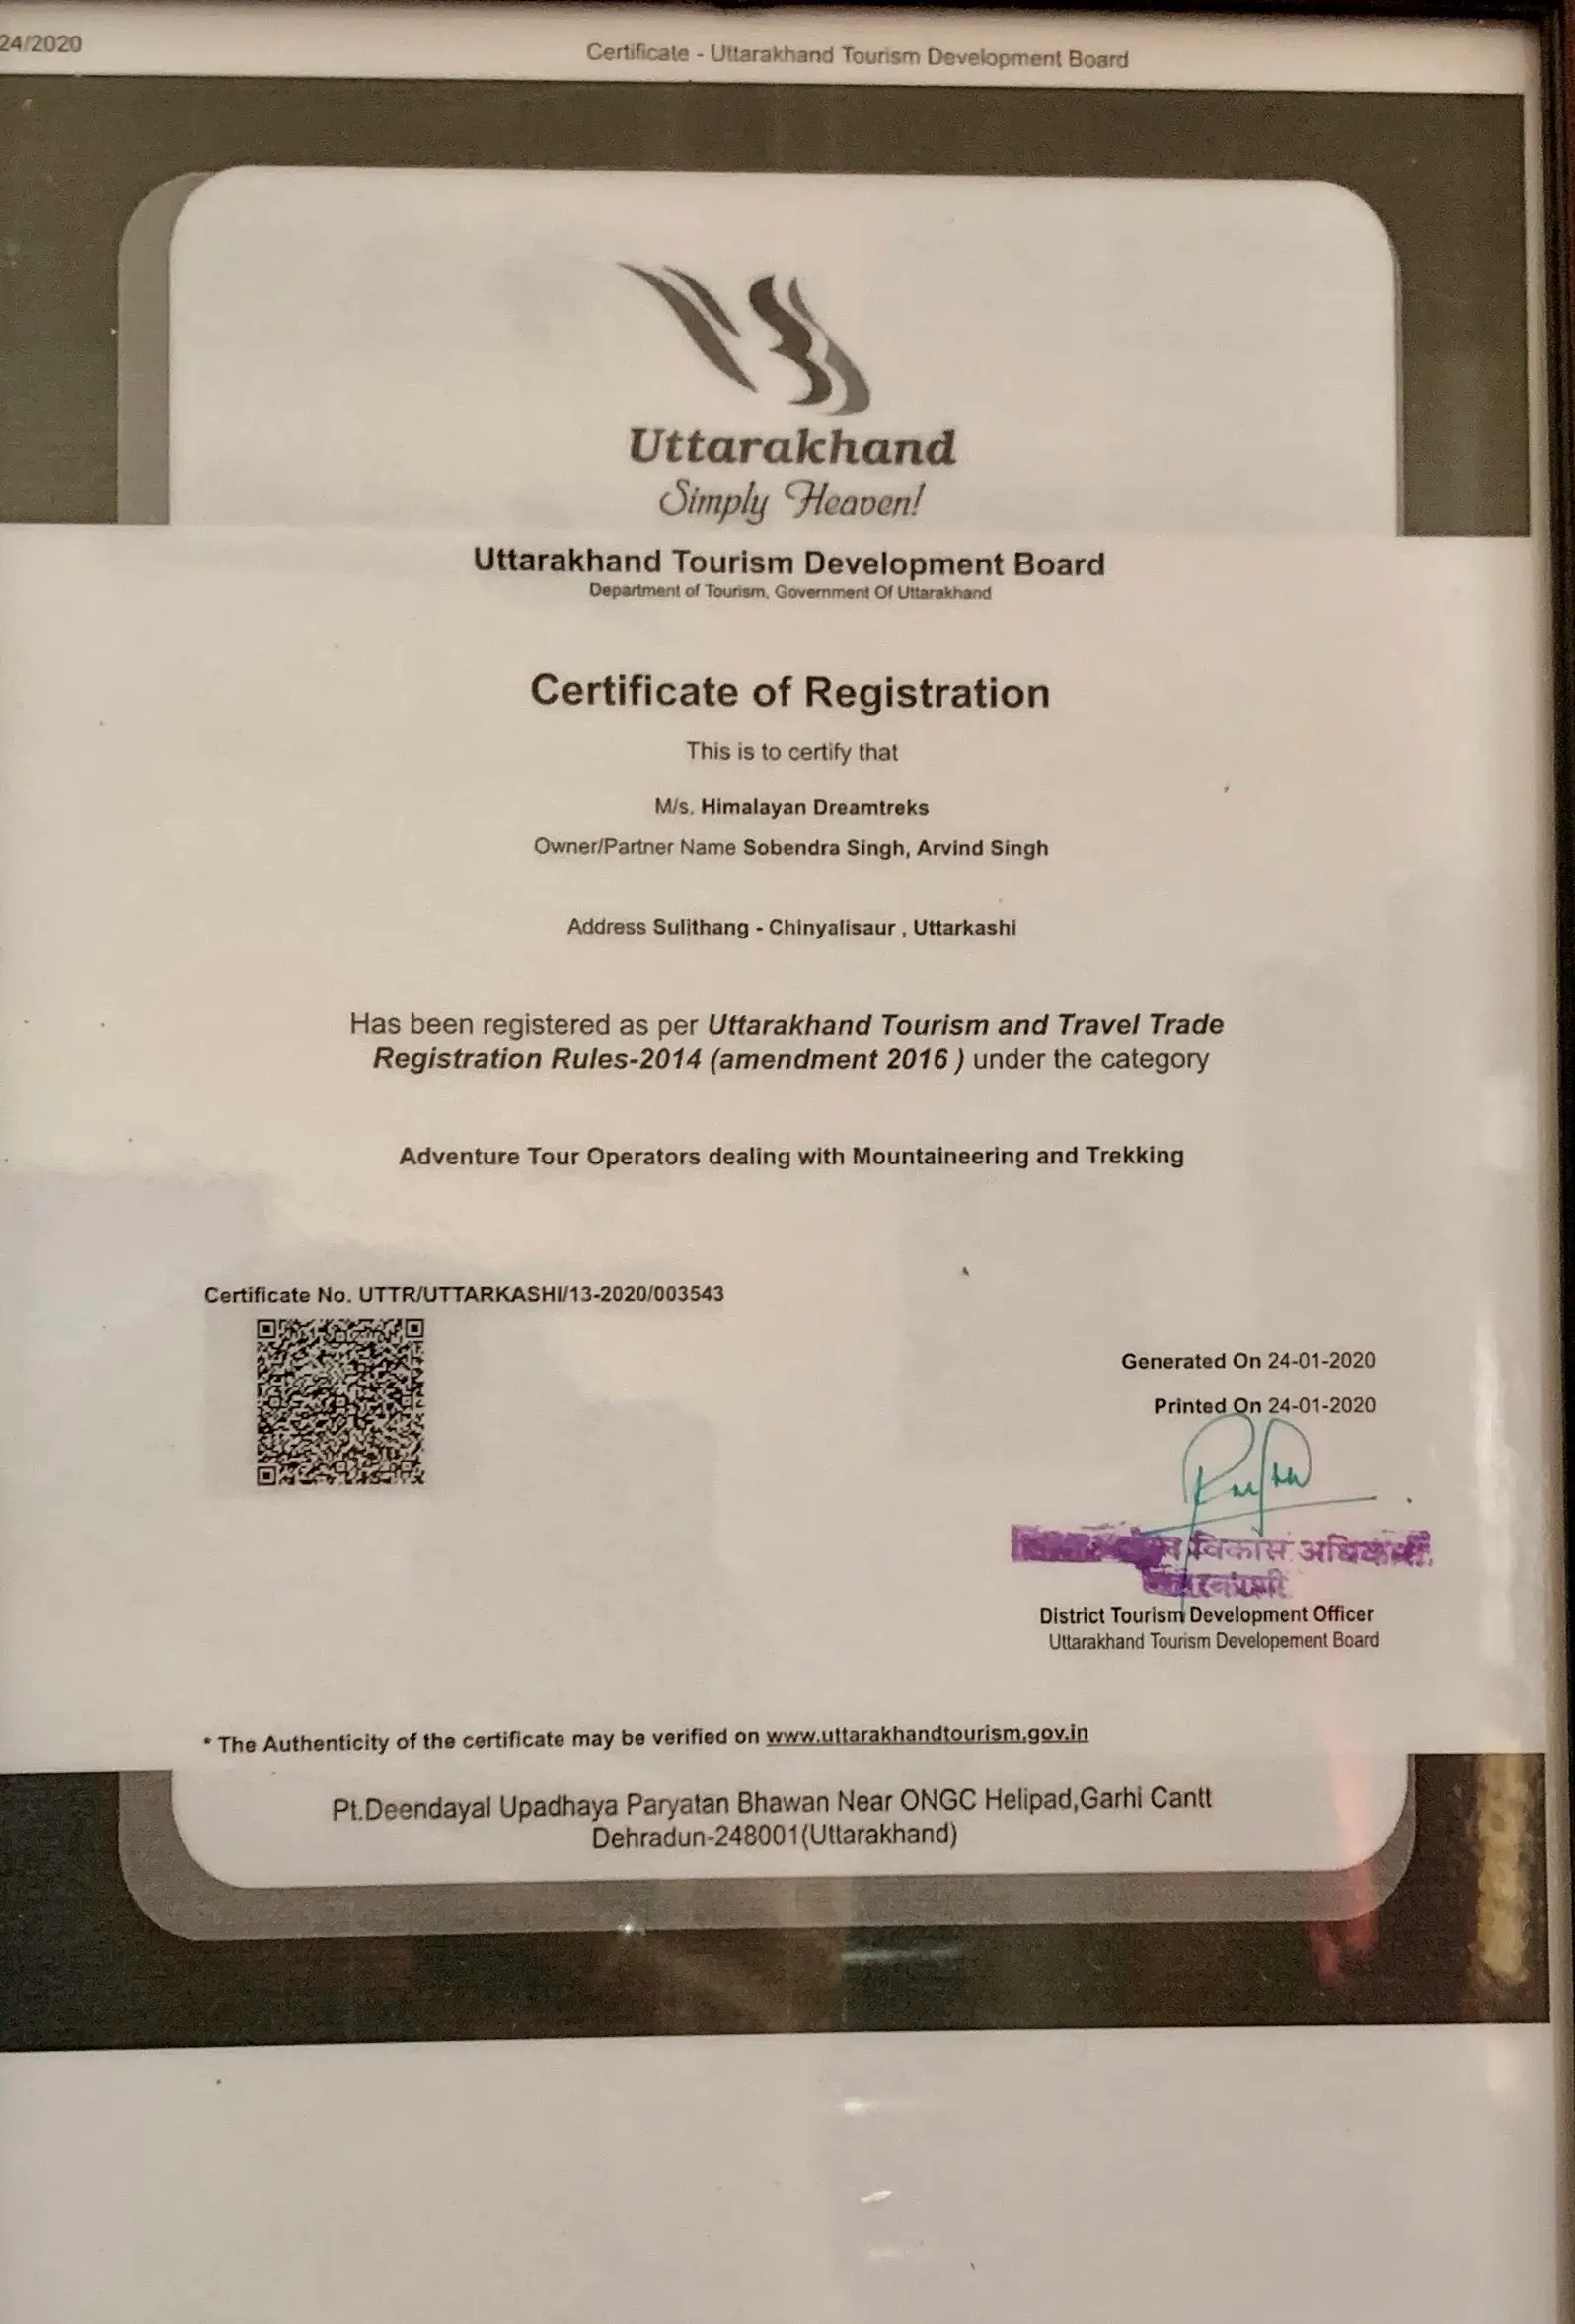 24/2020
Certificate - Uttarakhand Tourism Development Board
Uttarakhand
Simply Heaven!
Uttarakhand Tourism Development Board
Department of Tourism, Government Of Uttarakhand
Certificate of Registration
This is to certify that
M/s. Himalayan Dreamtreks
Owner/Partner Name Sobendra Singh, Arvind Singh
Address Sulithang - Chinyalisaur , Uttarkashi
Has been registered as per Uttarakhand Tourism and Travel Trade
Registration Rules-2014 (amendment 2016 ) under the category
Adventure Tour Operators dealing with Mountaineering and Trekking
Certificate No. UTTR/UTTARKASHI/13-2020/003543
Generated On 24-01-2020
Printed On 24-01-2020
विकास अधिकारी
District Tourism Development Officer
Uttarakhand Tourism Developement Board
* The Authenticity of the certificate may be verified on www.uttarakhandtourism.gov.in
Pt.Deendayal Upadhaya Paryatan Bhawan Near ONGC Helipad,Garhi Cantt
Dehradun-248001(Uttarakhand)